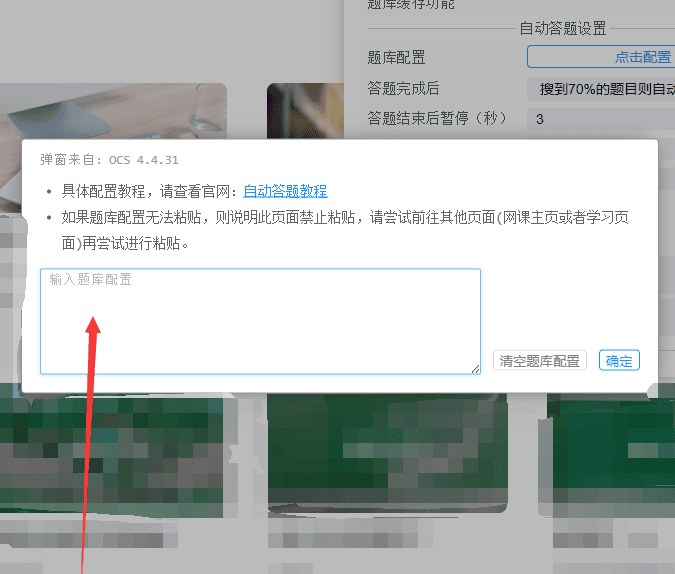 题库缓存功能
自动答题设置
题库配置
点击配置
答题完成后
搜到70%的题目则自动
答题结束后暂停（秒）
3
弹窗来自：OCS 4.4.31
具体配置教程，请查看官网：自动答题教程
如果题库配置无法粘贴，则说明此页面禁止粘贴，请尝试前往其他页面(网课主页或者学习页
面)再尝试进行粘贴。
输入题库配置
清空题库配置
确定